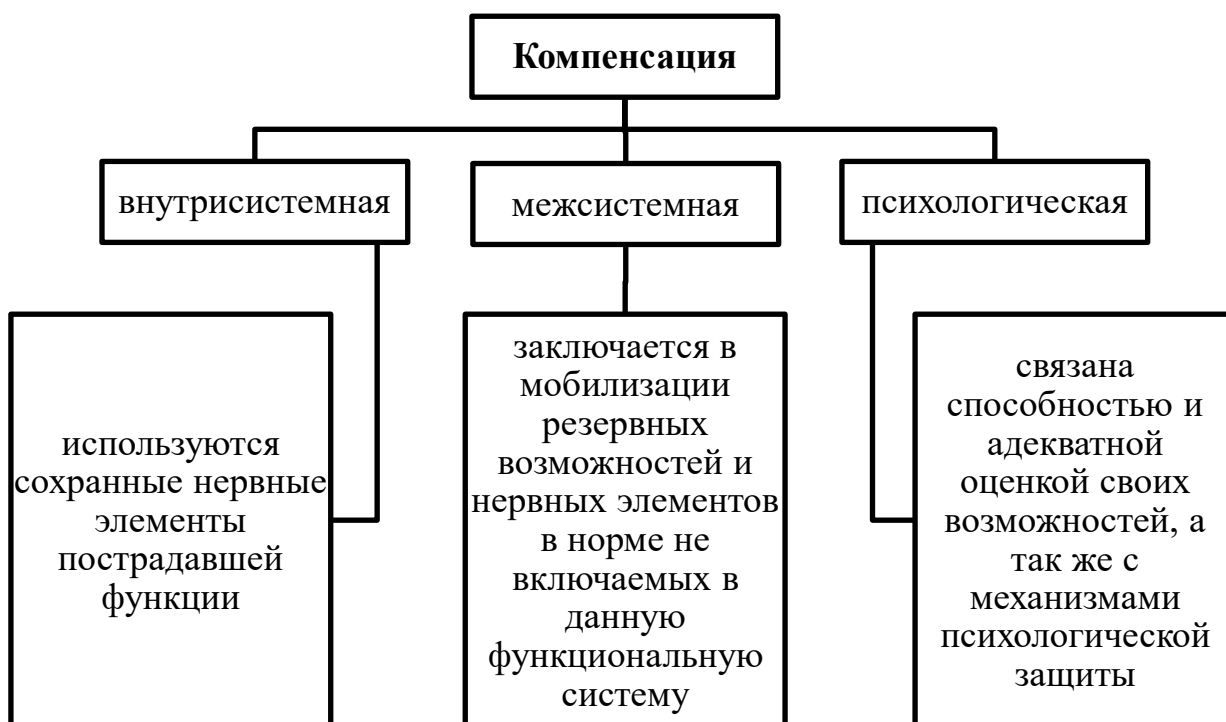 Компенсация
внутрисистемная
межсистемная
психологическая
используются
сохранные нервные
элементы
пострадавшей
функции
заключается в
мобилизации
резервных
возможностей и
нервных элементов
в норме не
включаемых в
данную
функциональную
систему
связана
способностью и
адекватной
оценкой своих
возможностей, а
так же с
механизмами
психологической
защиты